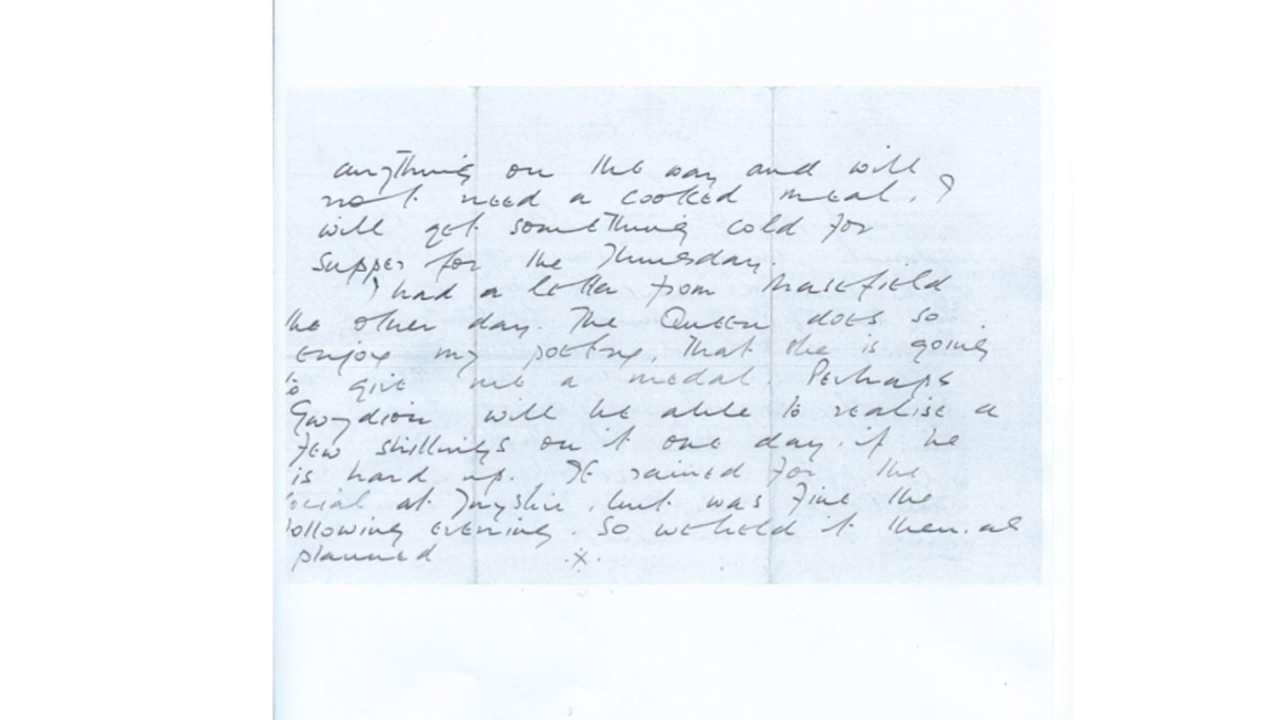 anything on the way and will
not need a cooked meal. I
will get something cold for
supper for the Thursday.
I had a letter from Masefield
the other day. The Queen does so
enjoy my poetry, that she is going
to give me a medal. Perhaps
Gwydion will be able to realise a
few shillings on it one day, if he
is hard up. It rained for the
ocial at Ynyshir, but was fine the
ollowing evening. So we held it then as
planned .x.